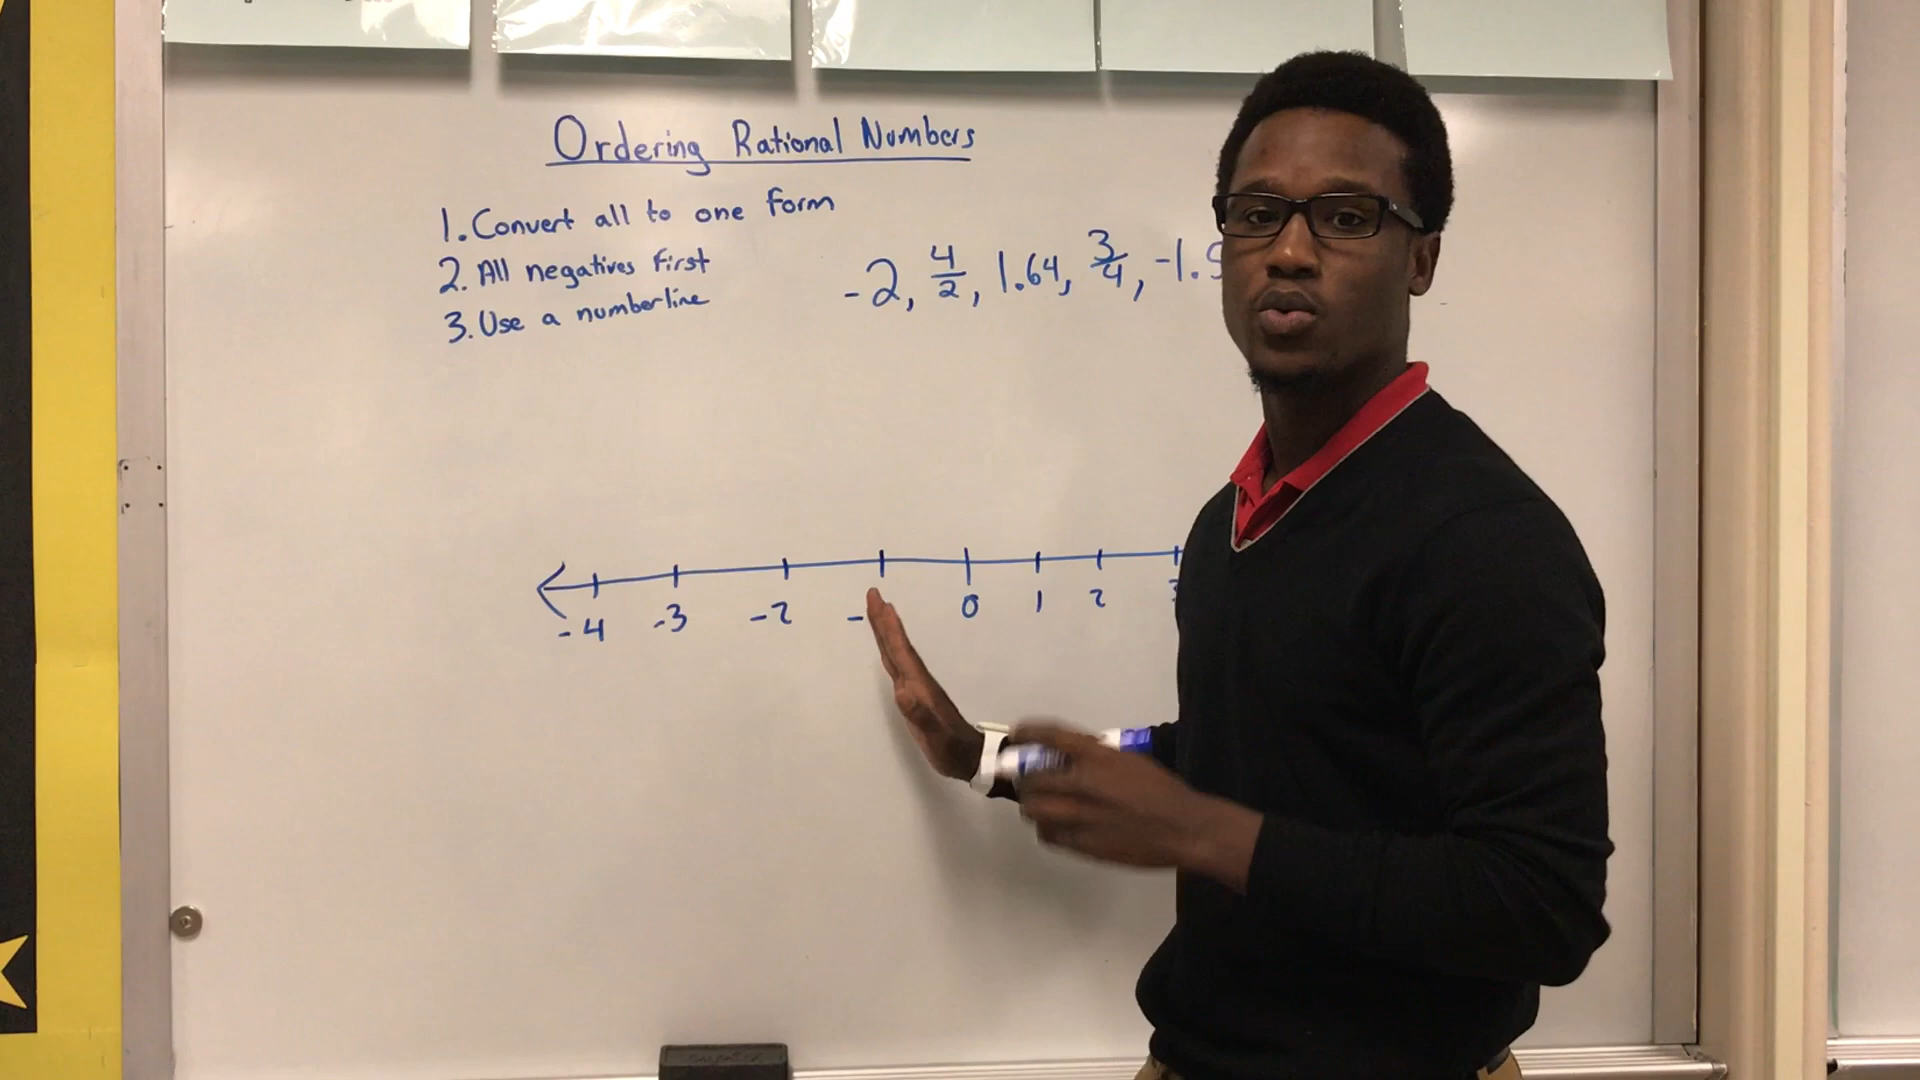 Ordering Rational Numbers
1. Convert all to one form
2. All negatives first
3. Use a numberline
-2, 4/2, 1.64, 3/4, -1.5
-4 -3 -2 - 0 1 2 3